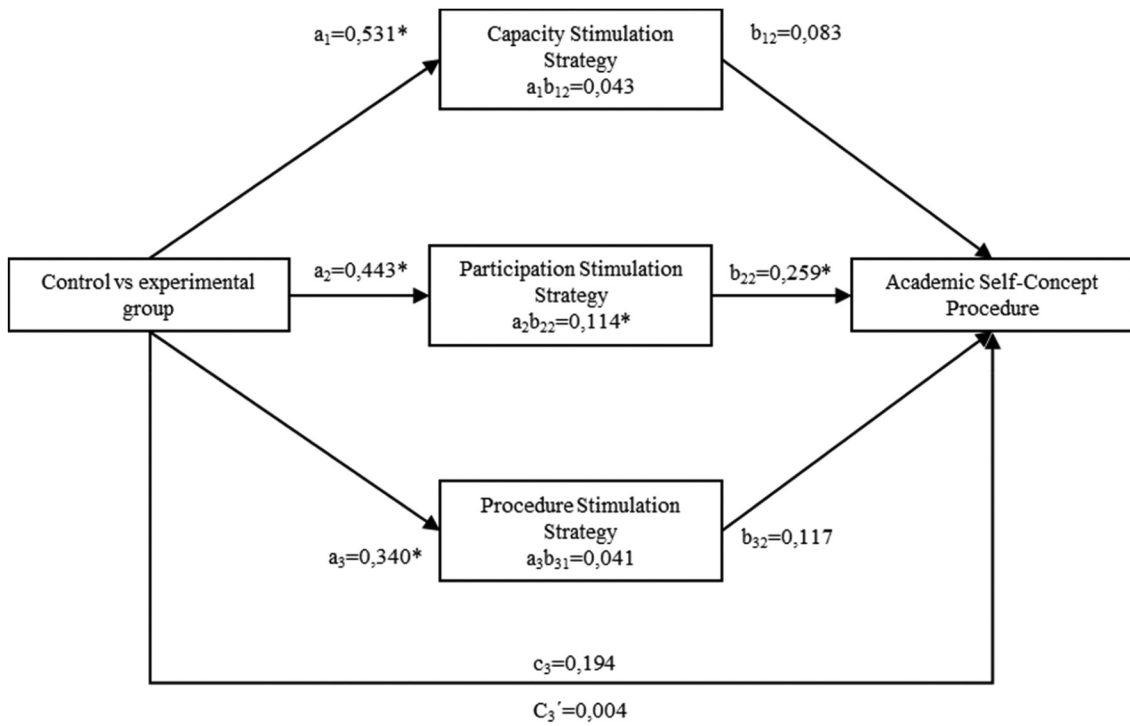 a₁=0,531*
Capacity Stimulation
Strategy
a₁b₁₂=0,043
b₁₂=0,083
Control vs experimental
group
a₂=0,443*
Participation Stimulation
Strategy
a₂b₂₂=0,114*
b₂₂=0,259*
Academic Self-Concept
Procedure
a₃=0,340*
Procedure Stimulation
Strategy
a₃b₃₁=0,041
b₃₂=0,117
c₃=0,194
C₃´=0,004